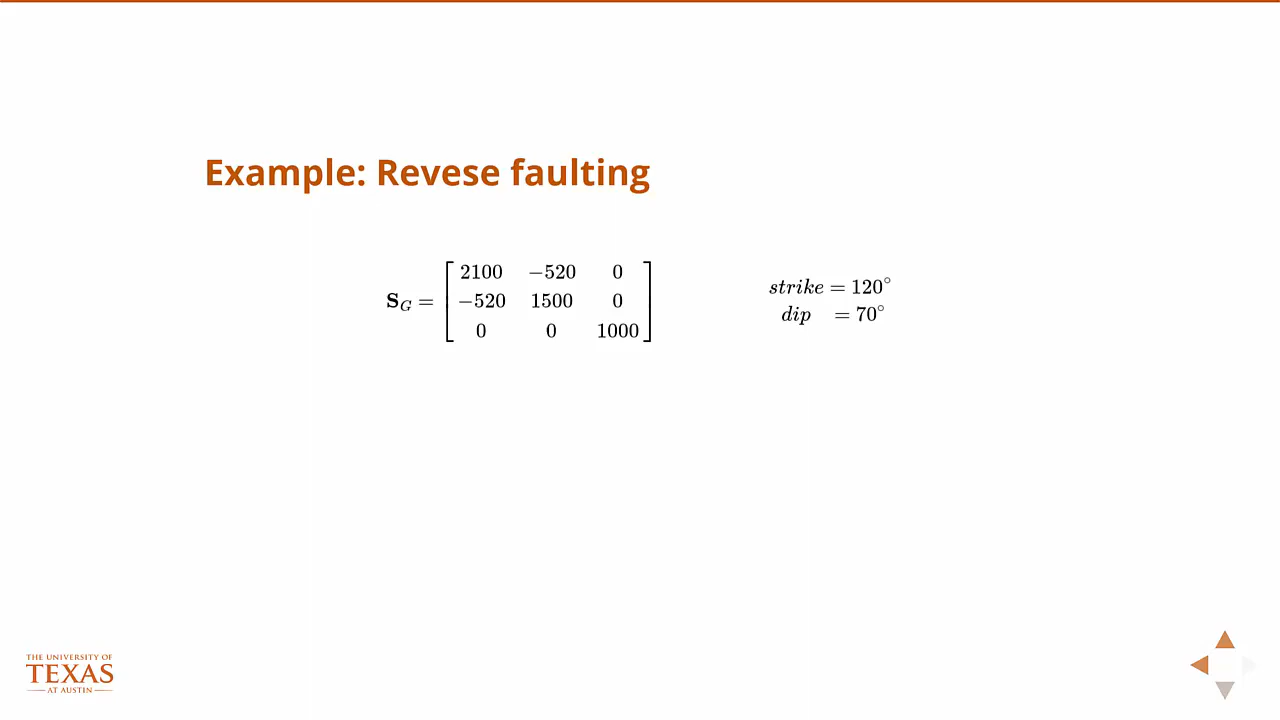 Example: Revese faulting
S_G = [ 2100 −520 0
−520 1500 0
0 0 1000 ]
strike = 120°
dip = 70°
THE UNIVERSITY OF
TEXAS
AT AUSTIN